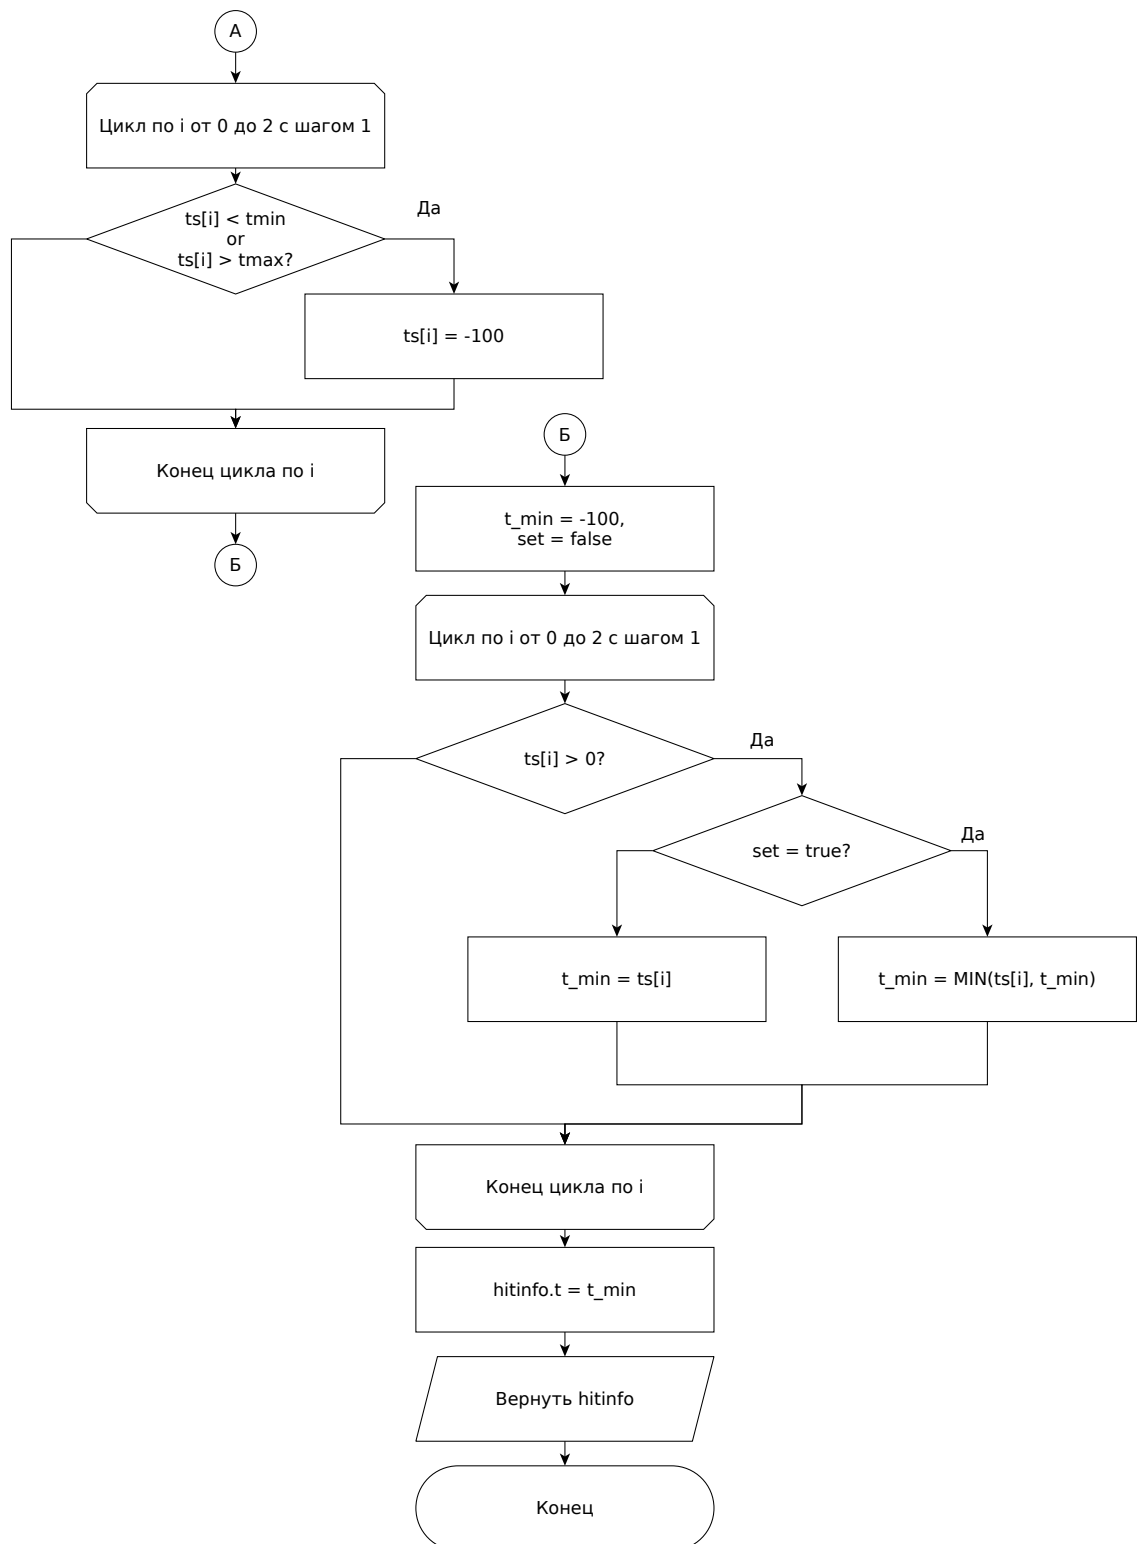 А
Цикл по i от 0 до 2 с шагом 1
ts[i] < tmin
or
ts[i] > tmax?
Да
ts[i] = -100
Конец цикла по i
Б
Б
t_min = -100,
set = false
Цикл по i от 0 до 2 с шагом 1
ts[i] > 0?
Да
set = true?
Да
t_min = ts[i]
t_min = MIN(ts[i], t_min)
Конец цикла по i
hitinfo.t = t_min
Вернуть hitinfo
Конец